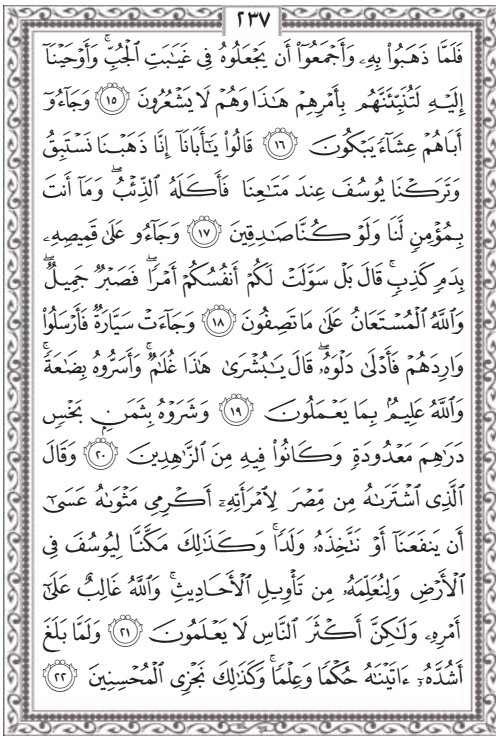 ٢٣٧
فَلَمَّا ذَهَبُوا۟ بِهِۦ وَأَجْمَعُوٓا۟ أَن يَجْعَلُوهُ فِى غَيَـٰبَتِ ٱلْجُبِّ ۚ وَأَوْحَيْنَآ
إِلَيْهِ لَتُنَبِّئَنَّهُم بِأَمْرِهِمْ هَـٰذَا وَهُمْ لَا يَشْعُرُونَ ١٥ وَجَآءُوٓ
أَبَاهُمْ عِشَآءً يَبْكُونَ ١٦ قَالُوا۟ يَـٰٓأَبَانَآ إِنَّا ذَهَبْنَا نَسْتَبِقُ
وَتَرَكْنَا يُوسُفَ عِندَ مَتَـٰعِنَا فَأَكَلَهُ ٱلذِّئْبُ ۖ وَمَآ أَنتَ
بِمُؤْمِنٍ لَّنَا وَلَوْ كُنَّا صَـٰدِقِينَ ١٧ وَجَآءُو عَلَىٰ قَمِيصِهِۦ
بِدَمٍ كَذِبٍ ۚ قَالَ بَلْ سَوَّلَتْ لَكُمْ أَنفُسُكُمْ أَمْرًا ۖ فَصَبْرٌ جَمِيلٌ ۖ
وَٱللَّهُ ٱلْمُسْتَعَانُ عَلَىٰ مَا تَصِفُونَ ١٨ وَجَآءَتْ سَيَّارَةٌ فَأَرْسَلُوا۟
وَارِدَهُمْ فَأَدْلَىٰ دَلْوَهُۥ ۖ قَالَ يَـٰبُشْرَىٰ هَـٰذَا غُلَـٰمٌ ۚ وَأَسَرُّوهُ بِضَـٰعَةً ۚ
وَٱللَّهُ عَلِيمٌۢ بِمَا يَعْمَلُونَ ١٩ وَشَرَوْهُ بِثَمَنٍۭ بَخْسٍ
دَرَٰهِمَ مَعْدُودَةٍ وَكَانُوا۟ فِيهِ مِنَ ٱلزَّٰهِدِينَ ٢٠ وَقَالَ
ٱلَّذِى ٱشْتَرَىٰهُ مِن مِّصْرَ لِٱمْرَأَتِهِۦٓ أَكْرِمِى مَثْوَىٰهُ عَسَىٰٓ
أَن يَنفَعَنَآ أَوْ نَتَّخِذَهُۥ وَلَدًا ۚ وَكَذَٰلِكَ مَكَّنَّا لِيُوسُفَ فِى
ٱلْأَرْضِ وَلِنُعَلِّمَهُۥ مِن تَأْوِيلِ ٱلْأَحَادِيثِ ۚ وَٱللَّهُ غَالِبٌ عَلَىٰٓ
أَمْرِهِۦ وَلَـٰكِنَّ أَكْثَرَ ٱلنَّاسِ لَا يَعْلَمُونَ ٢١ وَلَمَّا بَلَغَ
أَشُدَّهُۥٓ ءَاتَيْنَـٰهُ حُكْمًا وَعِلْمًا ۚ وَكَذَٰلِكَ نَجْزِى ٱلْمُحْسِنِينَ ٢٢